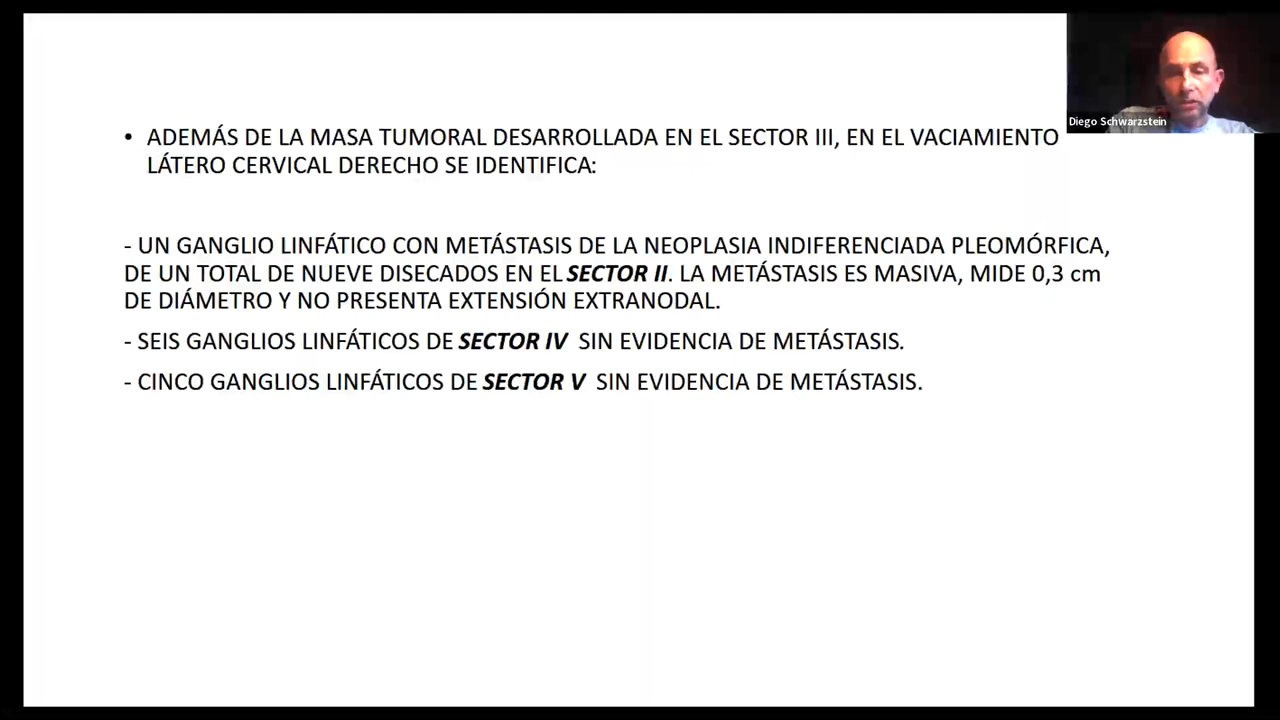 Diego Schwarzstein
• ADEMÁS DE LA MASA TUMORAL DESARROLLADA EN EL SECTOR III, EN EL VACIAMIENTO
LÁTERO CERVICAL DERECHO SE IDENTIFICA:
- UN GANGLIO LINFÁTICO CON METÁSTASIS DE LA NEOPLASIA INDIFERENCIADA PLEOMÓRFICA,
DE UN TOTAL DE NUEVE DISECADOS EN EL SECTOR II. LA METÁSTASIS ES MASIVA, MIDE 0,3 cm
DE DIÁMETRO Y NO PRESENTA EXTENSIÓN EXTRANODAL.
- SEIS GANGLIOS LINFÁTICOS DE SECTOR IV SIN EVIDENCIA DE METÁSTASIS.
- CINCO GANGLIOS LINFÁTICOS DE SECTOR V SIN EVIDENCIA DE METÁSTASIS.